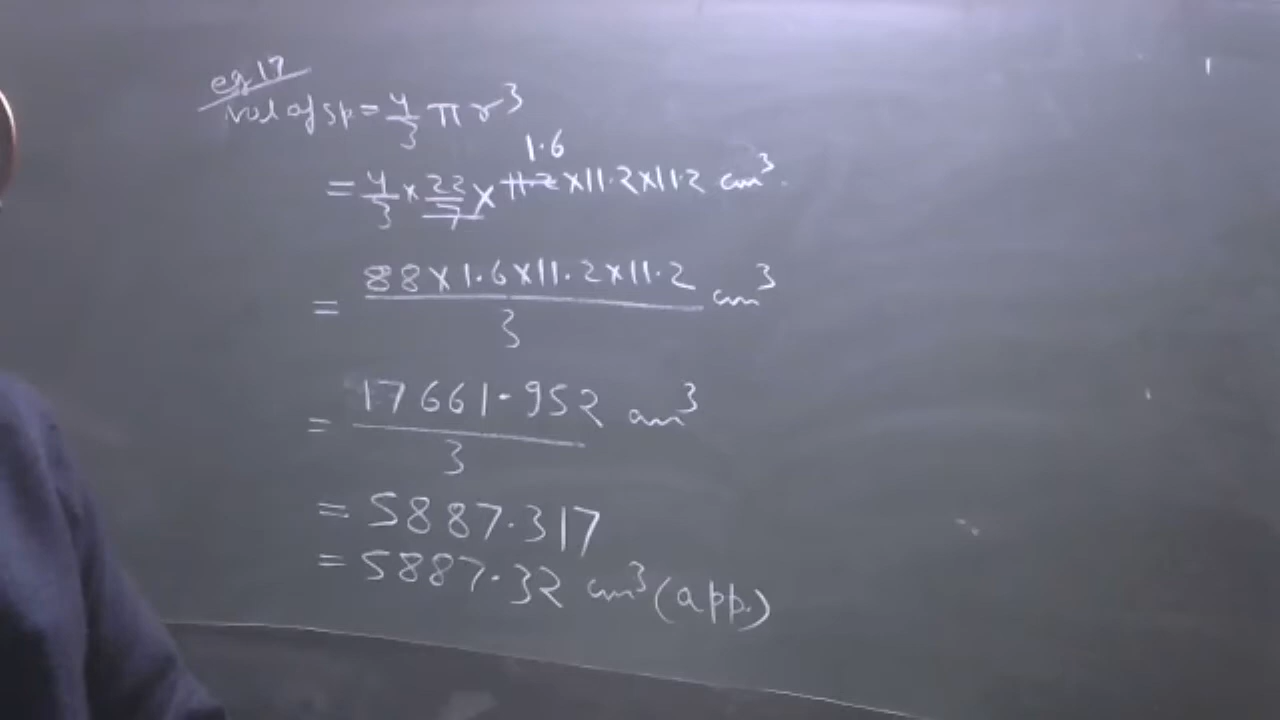 eg 17
Vol of sp = 4/3 π r³
1.6
= 4/3 × 22/7 × 11.2 × 11.2 × 11.2 cm³
= 88 × 1.6 × 11.2 × 11.2 / 3 cm³
= 17661.952 / 3 cm³
= 5887.317
= 5887.32 cm³ (app.)